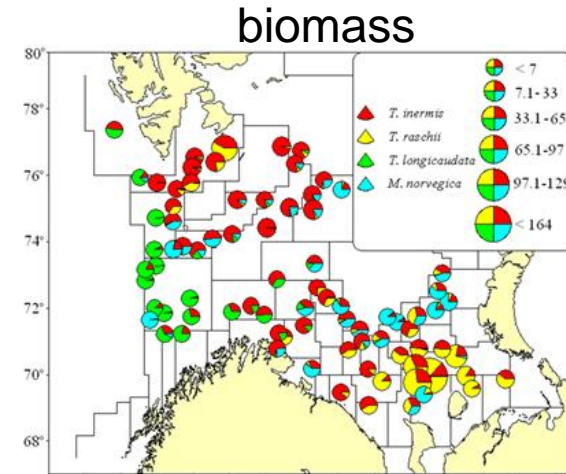 biomass
80°
78°
76°
74°
72°
70°
68°
T. inermis
T. raschii
T. longicaudata
M. norvegica
< 7
7.1-33
33.1-65
65.1-97
97.1-129
< 164